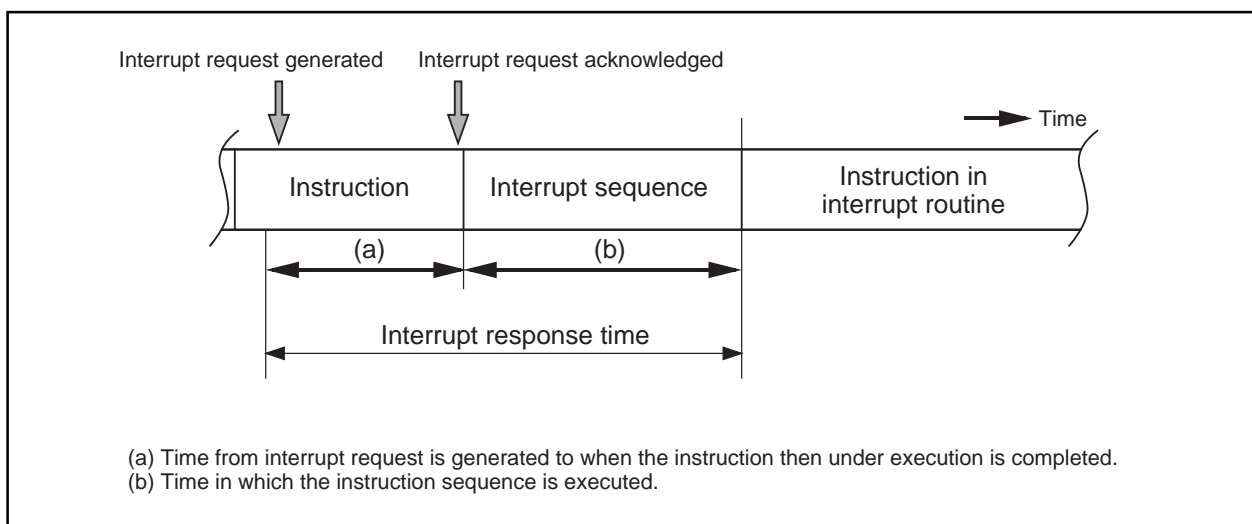 Interrupt request generated
Interrupt request acknowledged
Time
Instruction
Interrupt sequence
Instruction in
interrupt routine
(a)
(b)
Interrupt response time
(a) Time from interrupt request is generated to when the instruction then under execution is completed.
(b) Time in which the instruction sequence is executed.